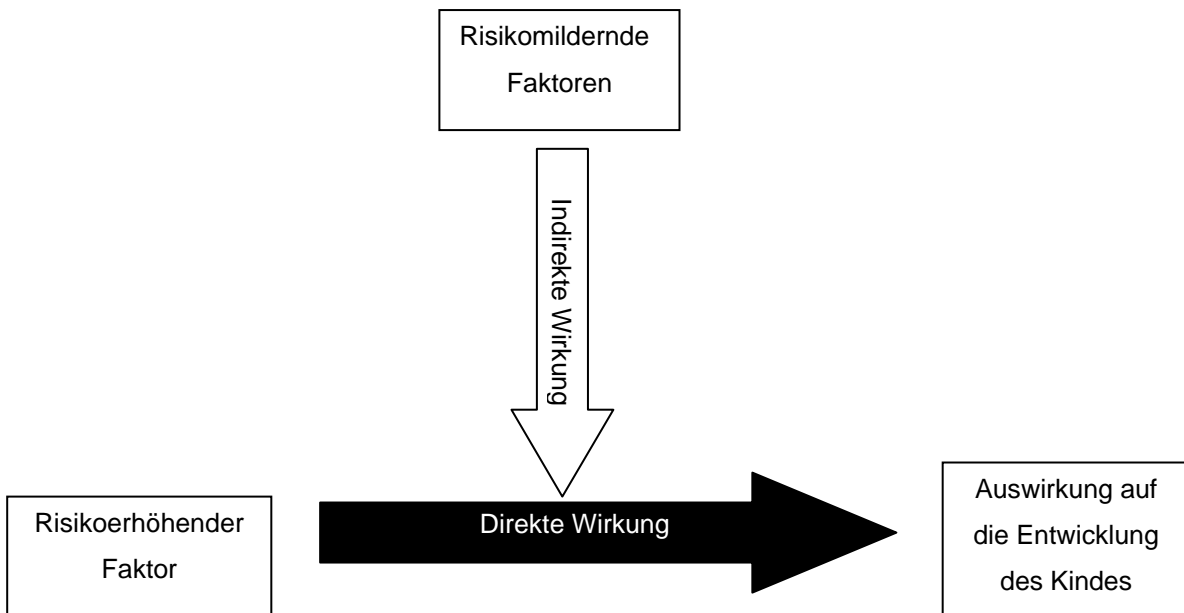 Risikomildernde
Faktoren
Indirekte Wirkung
Direkte Wirkung
Risikoerhöhender
Faktor
Auswirkung auf
die Entwicklung
des Kindes